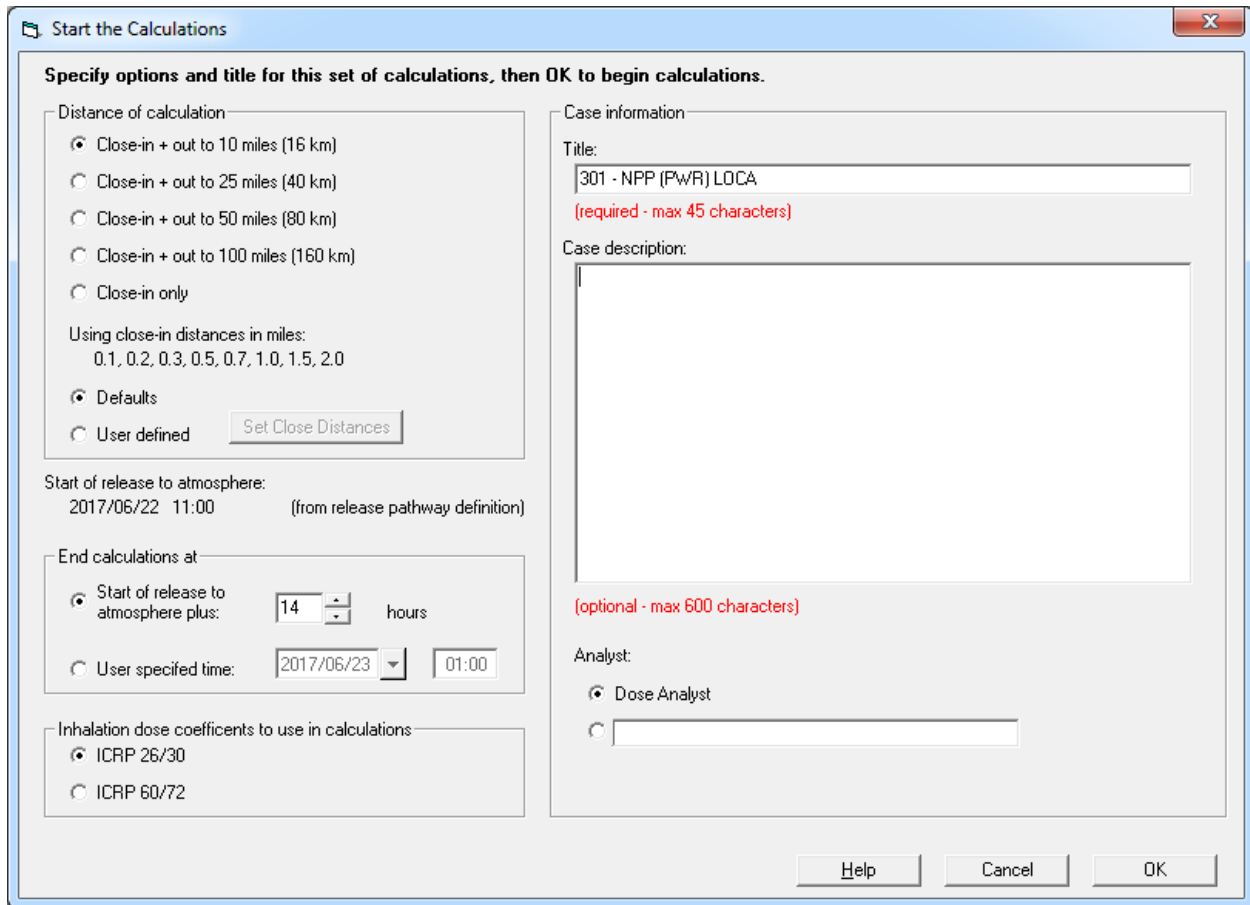 Start the Calculations
Specify options and title for this set of calculations, then OK to begin calculations.
Distance of calculation
Close-in + out to 10 miles (16 km)
Close-in + out to 25 miles (40 km)
Close-in + out to 50 miles (80 km)
Close-in + out to 100 miles (160 km)
Close-in only
Using close-in distances in miles:
0.1, 0.2, 0.3, 0.5, 0.7, 1.0, 1.5, 2.0
Defaults
User defined
Set Close Distances
Start of release to atmosphere:
2017/06/22 11:00 (from release pathway definition)
End calculations at
Start of release to
atmosphere plus:
14 hours
User specifed time:
2017/06/23 01:00
Inhalation dose coefficents to use in calculations
ICRP 26/30
ICRP 60/72
Case information
Title:
301 - NPP (PWR) LOCA
(required - max 45 characters)
Case description:
(optional - max 600 characters)
Analyst:
Dose Analyst
Help
Cancel
OK